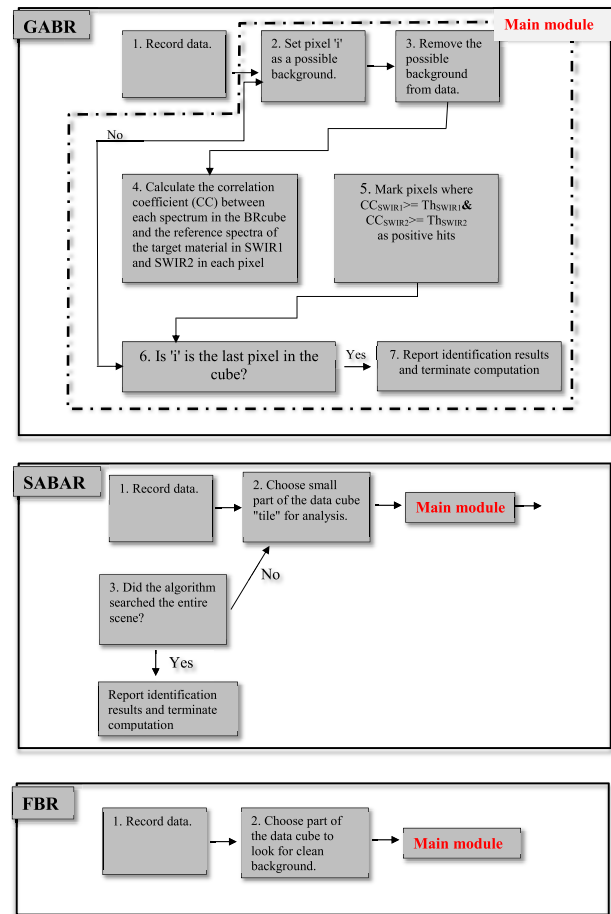 GABR
Main module
1. Record data.
2. Set pixel 'i'
as a possible
background.
3. Remove the
possible
background
from data.
No
4. Calculate the correlation
coefficient (CC) between
each spectrum in the BRcube
and the reference spectra of
the target material in SWIR1
and SWIR2 in each pixel
5. Mark pixels where
CCSWIR1>= ThSWIR1&
CCSWIR2>= ThSWIR2
as positive hits
6. Is 'i' is the last pixel in the
cube?
Yes
7. Report identification results
and terminate computation
SABAR
1. Record data.
2. Choose small
part of the data cube
"tile" for analysis.
Main module
No
3. Did the algorithm
searched the entire
scene?
Yes
Report identification
results and terminate
computation
FBR
1. Record data.
2. Choose part of
the data cube to
look for clean
background.
Main module